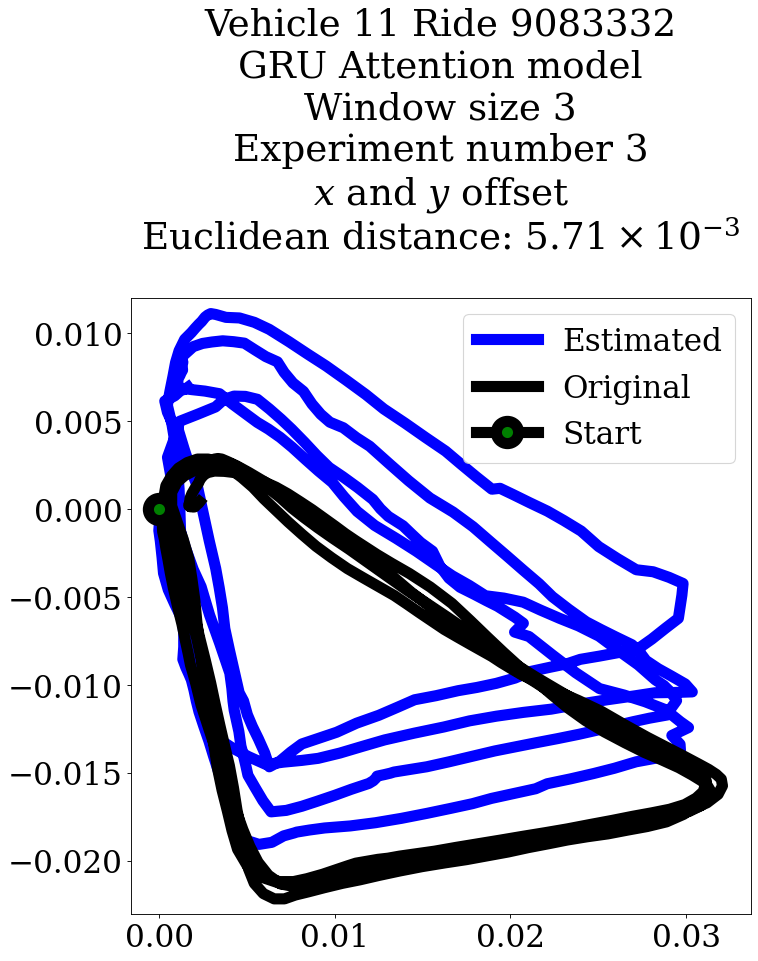 Vehicle 11 Ride 9083332
GRU Attention model
Window size 3
Experiment number 3
x and y offset
Euclidean distance: 5.71 × 10⁻³
Estimated
Original
Start
0.010
0.005
0.000
−0.005
−0.010
−0.015
−0.020
0.00 0.01 0.02 0.03